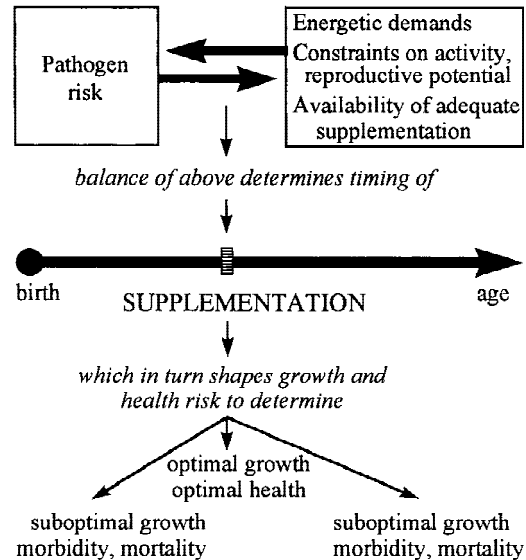 Pathogen
risk
Energetic demands
Constraints on activity,
reproductive potential
Availability of adequate
supplementation
balance of above determines timing of
birth
SUPPLEMENTATION
age
which in turn shapes growth and
health risk to determine
optimal growth
optimal health
suboptimal growth
morbidity, mortality
suboptimal growth
morbidity, mortality